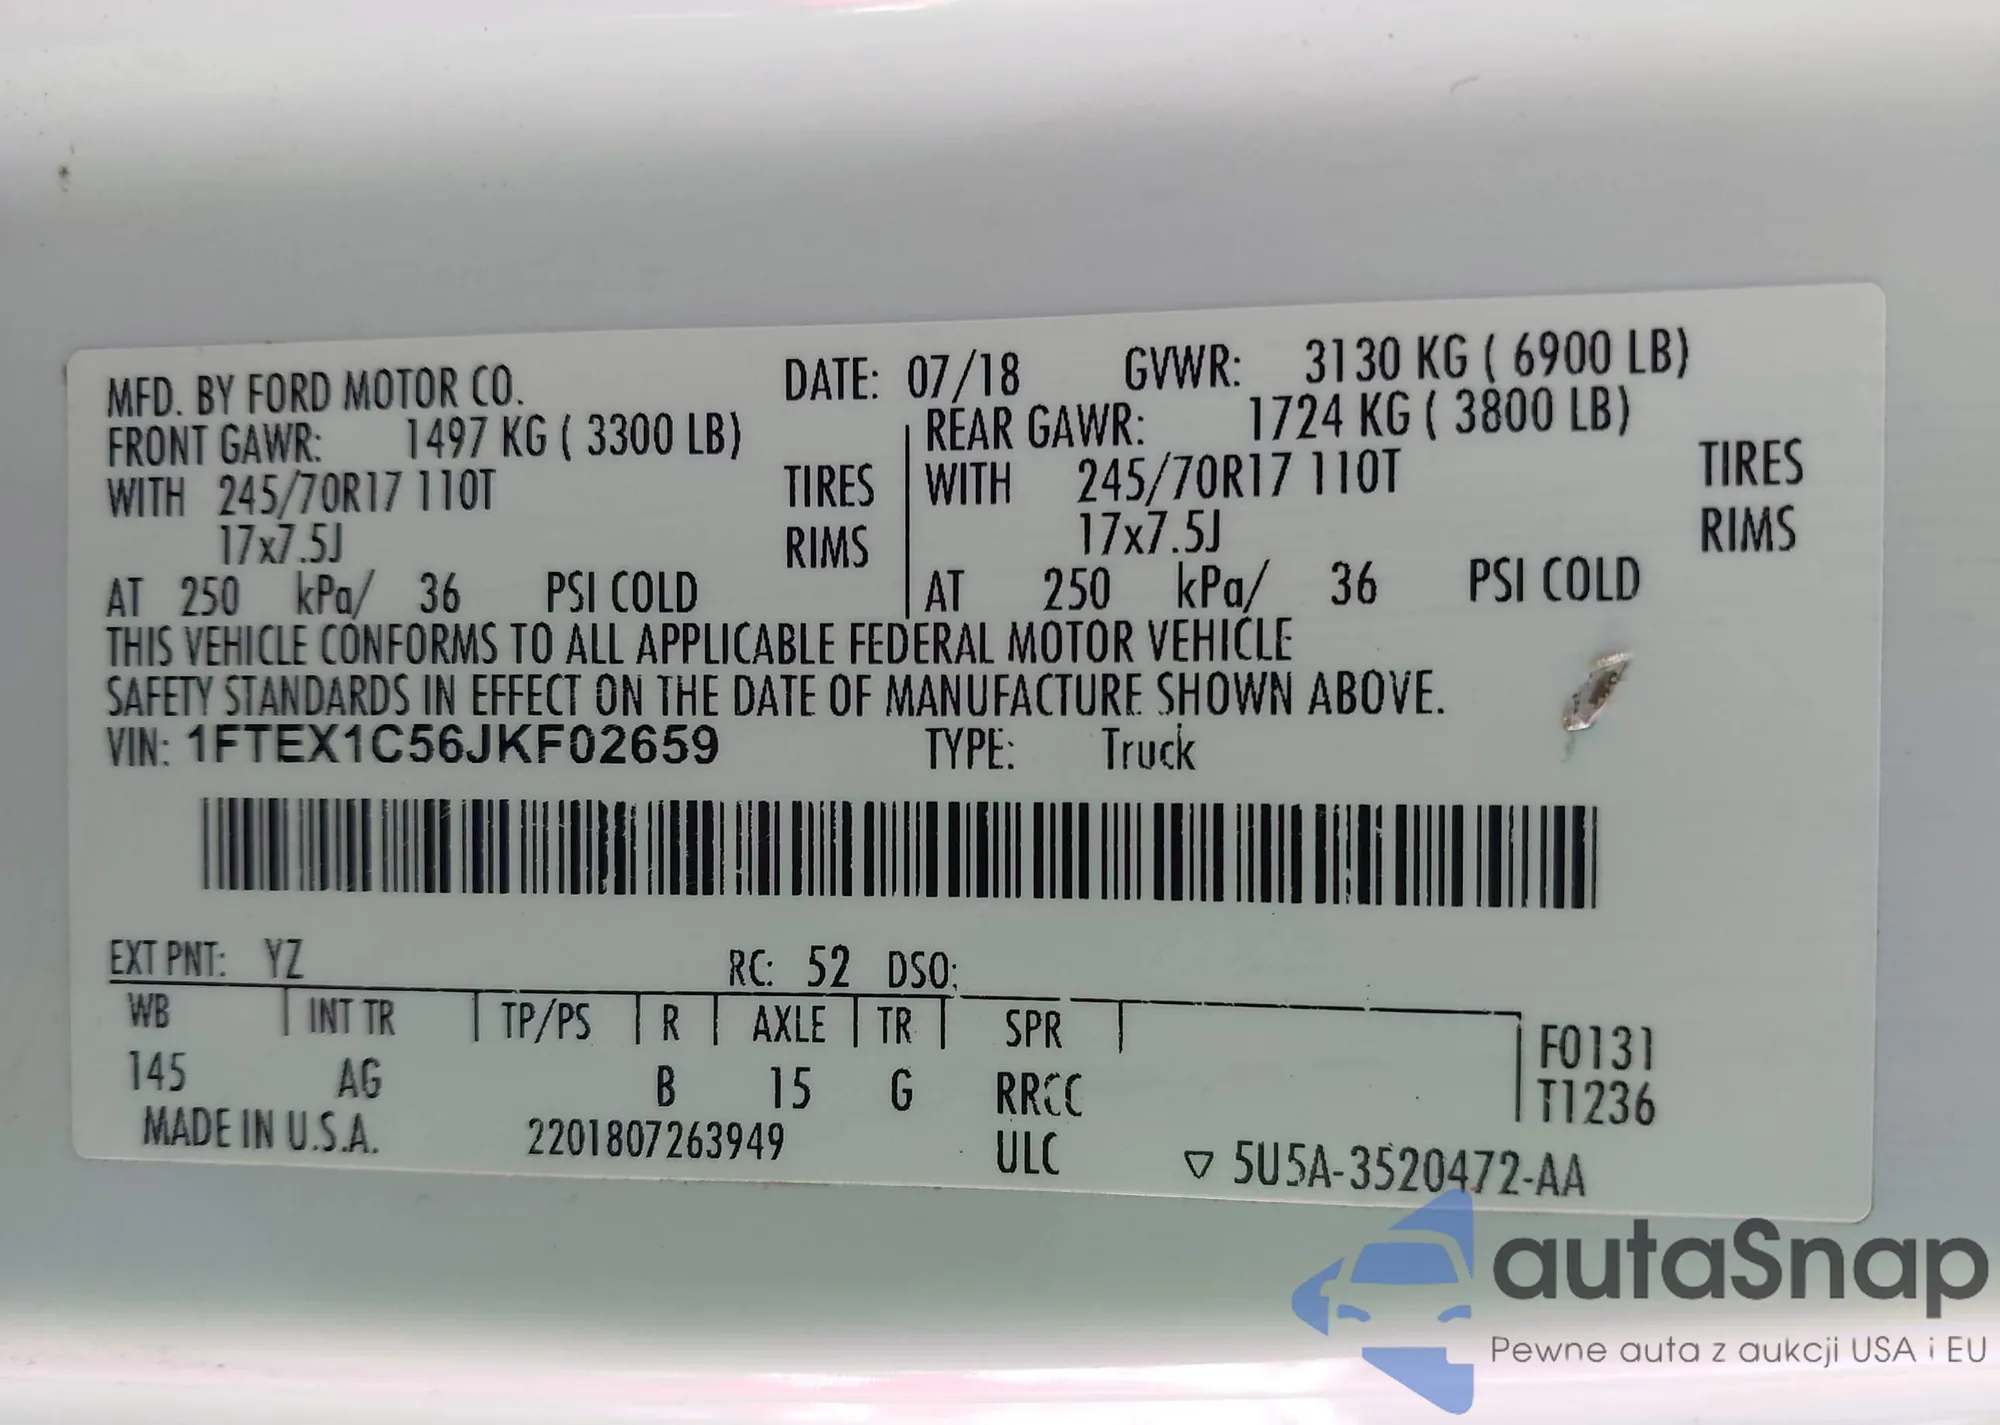 MFD. BY FORD MOTOR CO. DATE: 07/18 GVWR: 3130 KG ( 6900 LB)
FRONT GAWR: 1497 KG ( 3300 LB) REAR GAWR: 1724 KG ( 3800 LB)
WITH 245/70R17 110T TIRES WITH 245/70R17 110T TIRES
17x7.5J RIMS 17x7.5J RIMS
AT 250 kPa/ 36 PSI COLD AT 250 kPa/ 36 PSI COLD
THIS VEHICLE CONFORMS TO ALL APPLICABLE FEDERAL MOTOR VEHICLE
SAFETY STANDARDS IN EFFECT ON THE DATE OF MANUFACTURE SHOWN ABOVE.
VIN: 1FTEX1C56JKF02659 TYPE: Truck
EXT PNT: YZ RC: 52 DSO:
WB INT TR TP/PS R AXLE TR SPR F0131
145 AG B 15 G RRCC T1236
MADE IN U.S.A. 2201807263949 ULC ▽ 5U5A-3520472-AA
autaSnap
Pewne auta z aukcji USA i EU